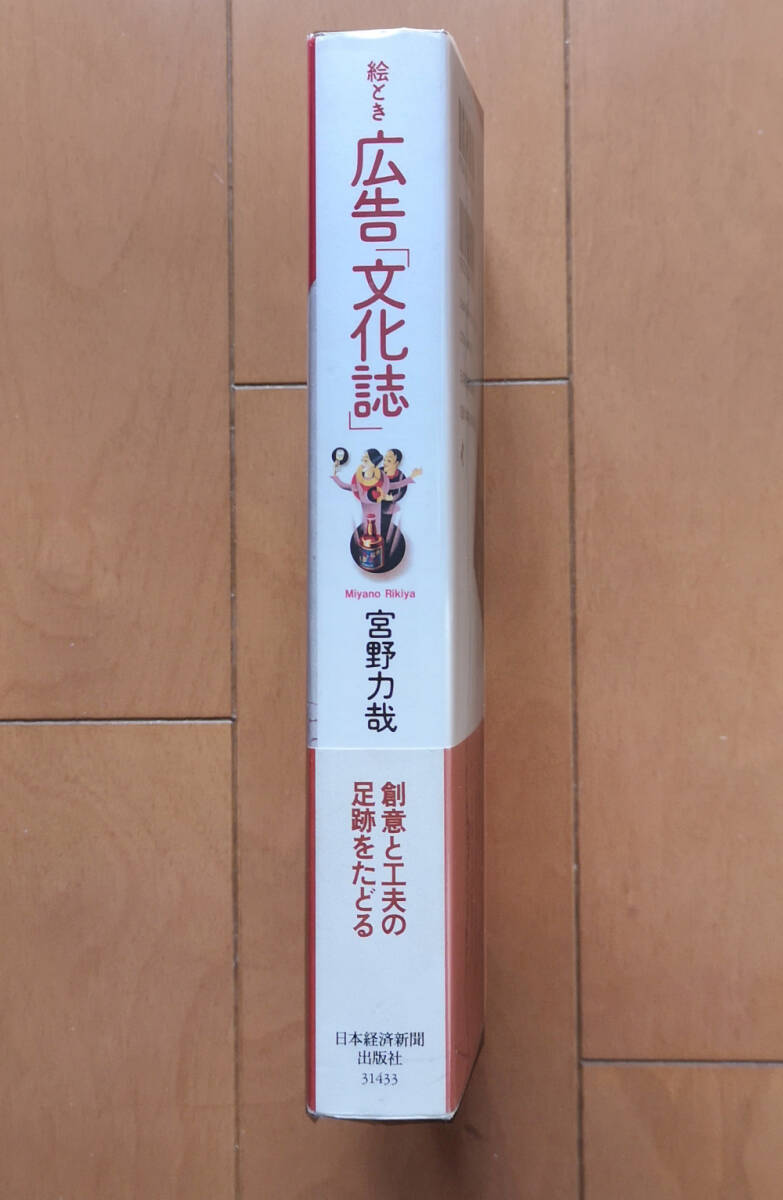 絵とき
広告「文化誌」
Miyano Rikiya
宮野力哉
創意と工夫の
足跡をたどる
日本経済新聞
出版社
31433